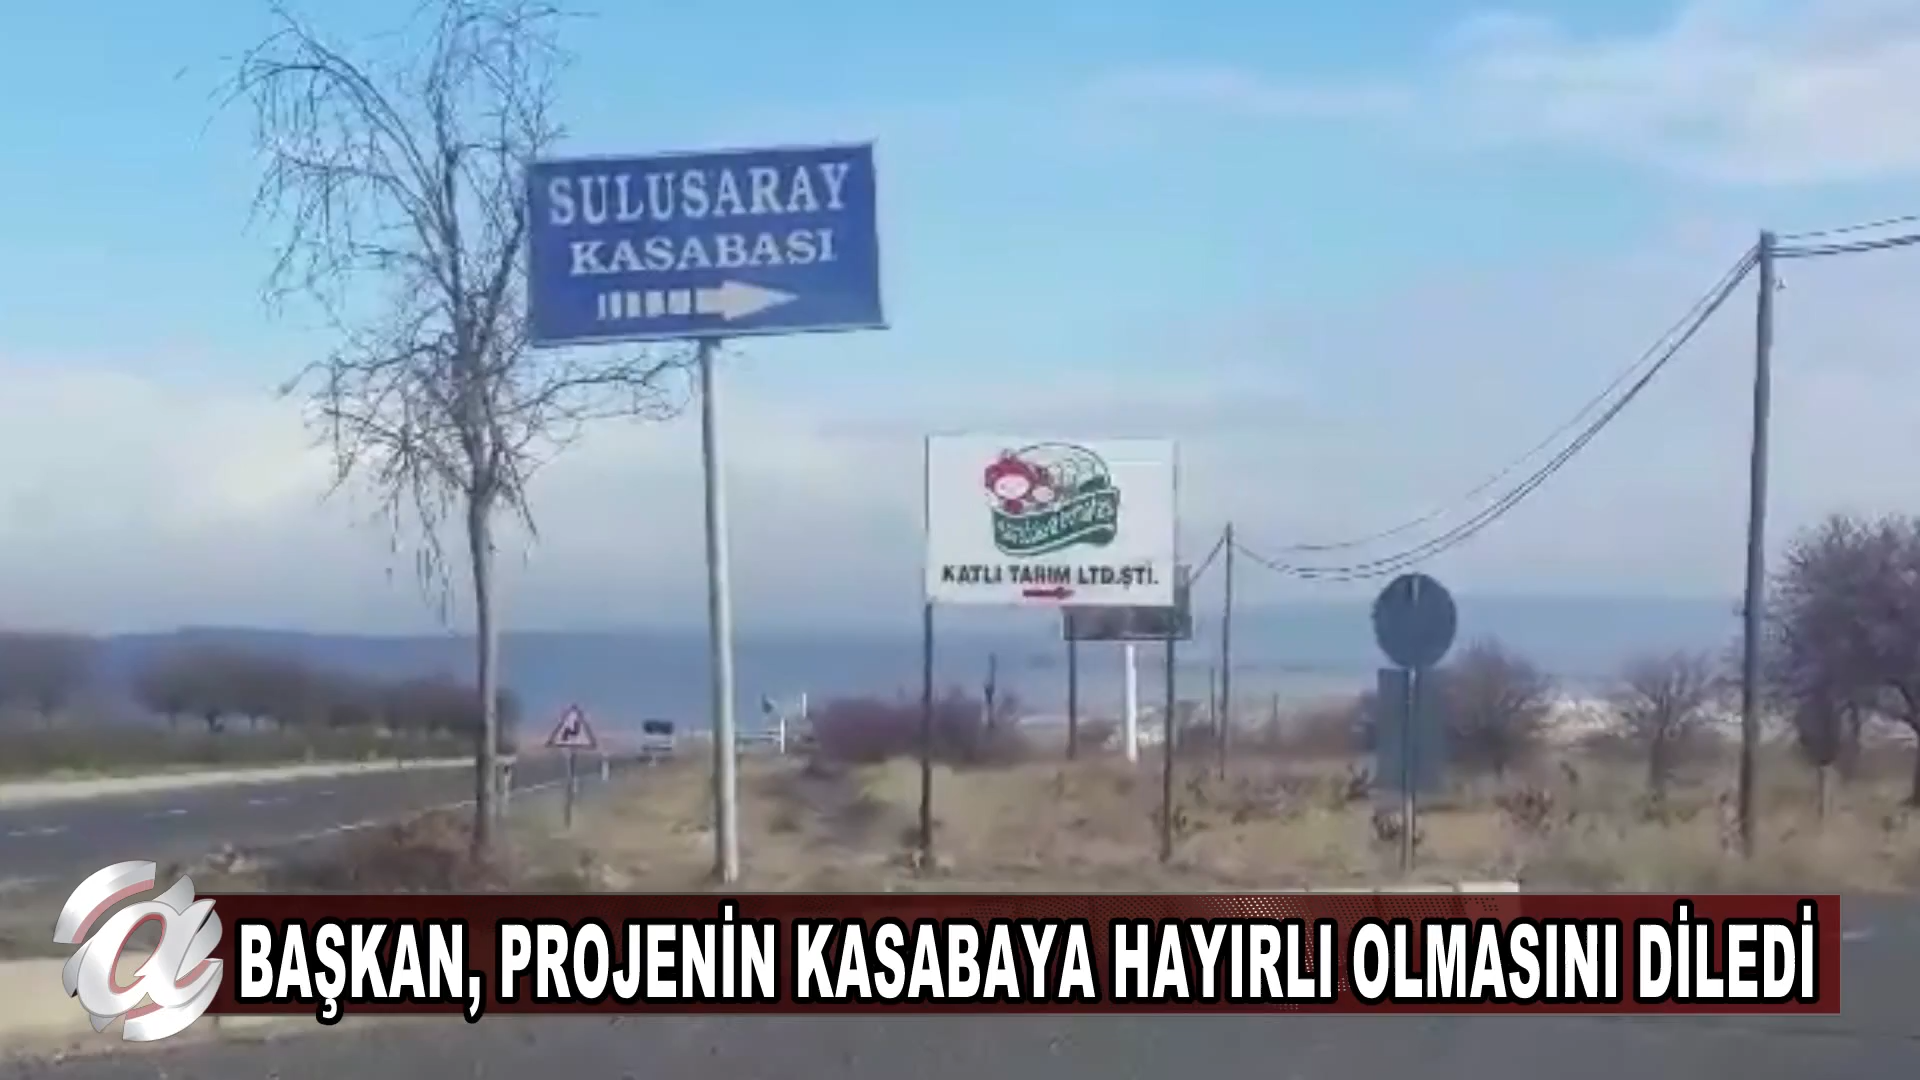 SULUSARAY
KASABASI
KATLI TARIM LTD.ŞTİ.
BAŞKAN, PROJENİN KASABAYA HAYIRLI OLMASINI DİLEDİ